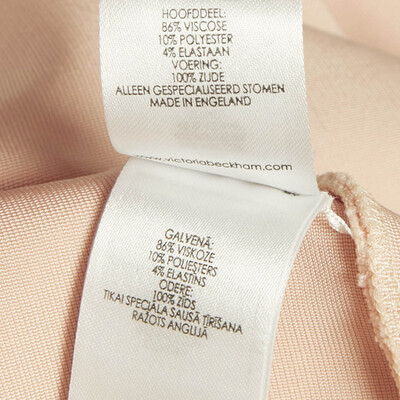 HOOFDDEEL:
86% VISCOSE
10% POLYESTER
4% ELASTAAN
VOERING:
100% ZIJDE
ALLEEN GESPECIALISEERD STOMEN
MADE IN ENGELAND
www.victoriabeckham.com
GALVENĀ:
86% VISKOZE
10% POLIESTERS
4% ELASTĪNS
ODERE:
100% ZĪDS
TIKAI SPECIĀLA SAUSĀ TĪRĪŠANA
RAŽOTS ANGLIJĀ